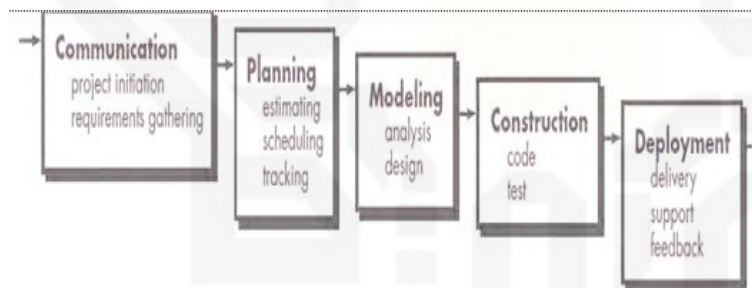 Communication
project initiation
requirements gathering
Planning
estimating
scheduling
tracking
Modeling
analysis
design
Construction
code
test
Deployment
delivery
support
feedback